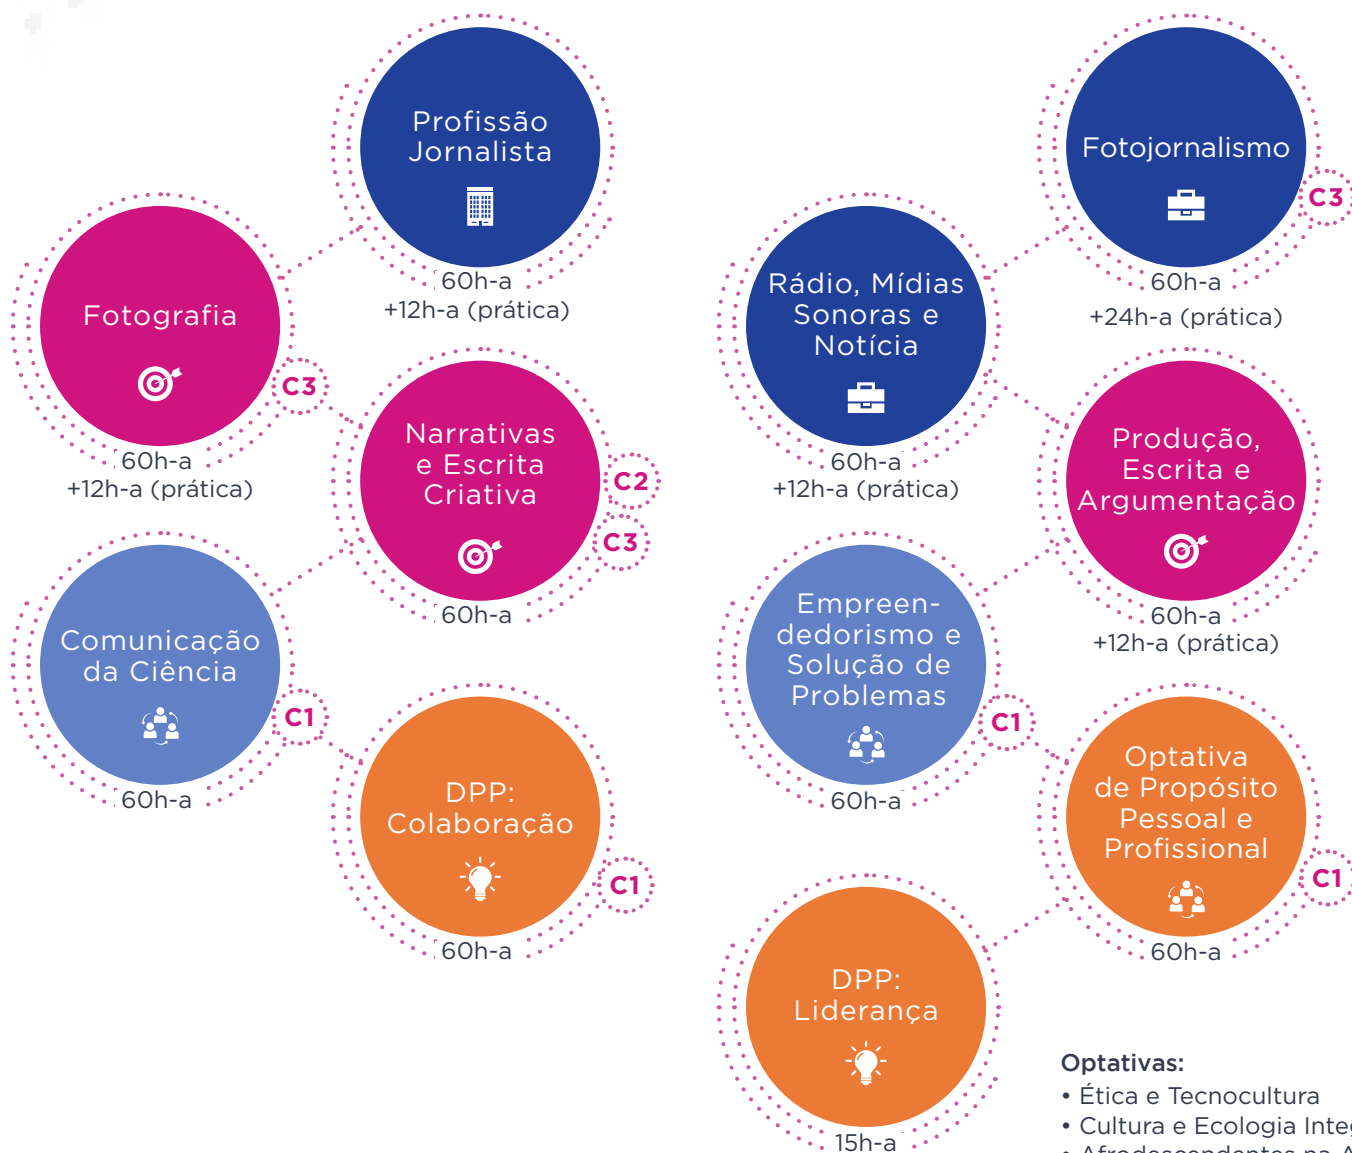 Profissão
Jornalista
60h-a
+12h-a (prática)
Fotografia
C3
60h-a
+12h-a (prática)
Narrativas
e Escrita
Criativa
C2
C3
60h-a
Comunicação
da Ciência
C1
60h-a
DPP:
Colaboração
C1
60h-a
Fotojornalismo
C3
60h-a
+24h-a (prática)
Rádio, Mídias
Sonoras e
Notícia
60h-a
+12h-a (prática)
Produção,
Escrita e
Argumentação
60h-a
+12h-a (prática)
Empreen-
dedorismo e
Solução de
Problemas
C1
60h-a
Optativa
de Propósito
Pessoal e
Profissional
C1
60h-a
DPP:
Liderança
15h-a
Optativas:
• Ética e Tecnocultura
• Cultura e Ecologia
• Afrodescendentes na